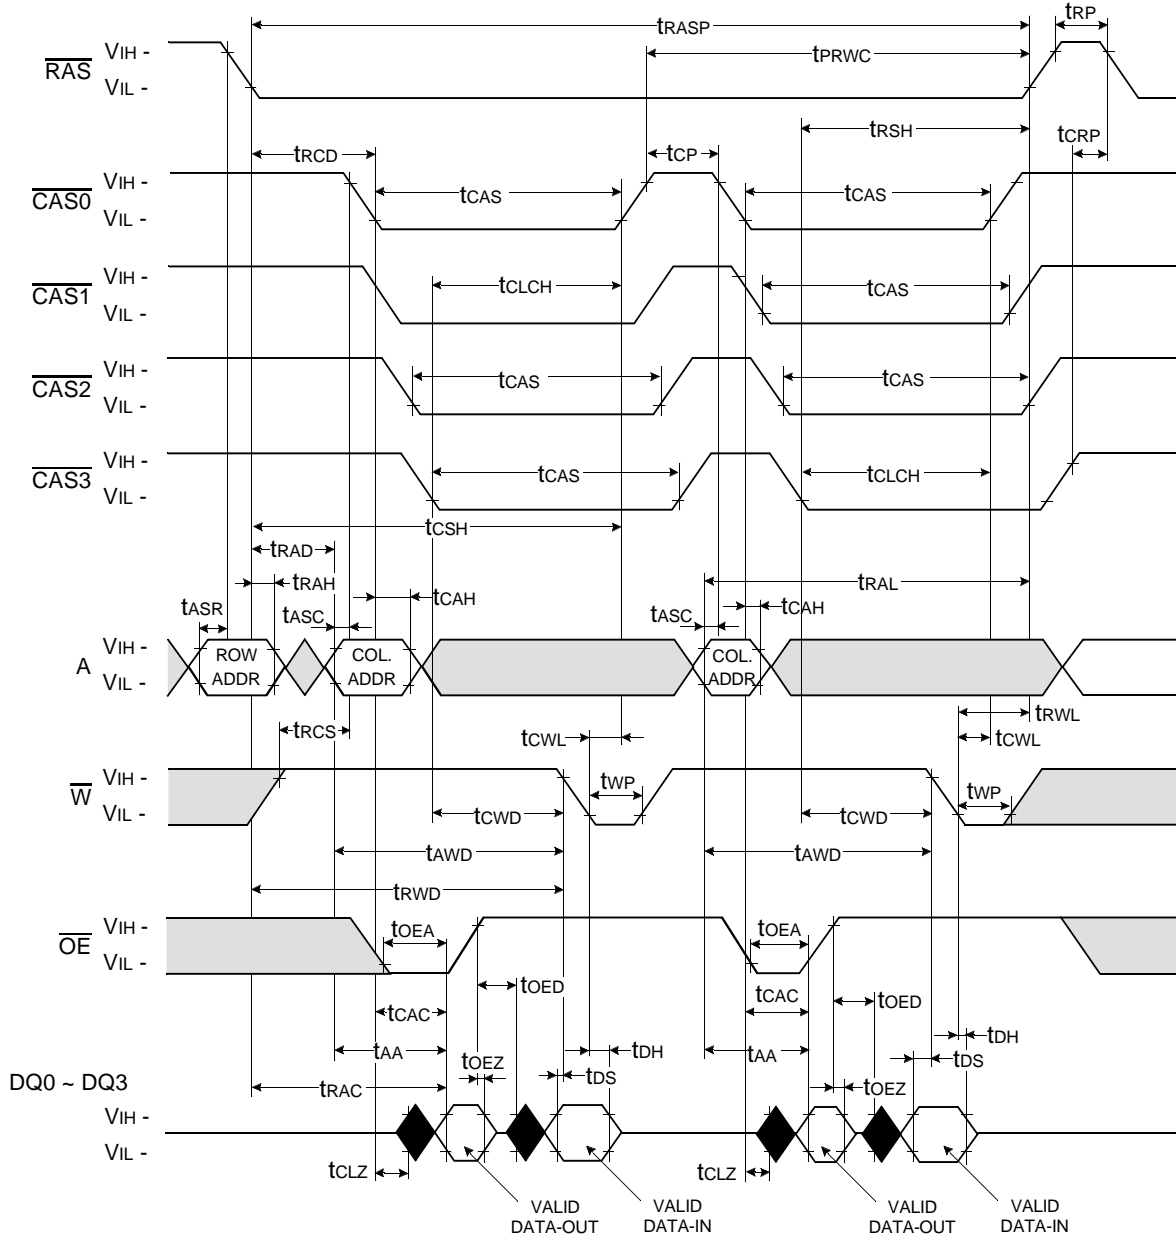 tRASP
tRP
VIH -
RAS
VIL -
tPRWC
tRSH
tCRP
tRCD
tCP
VIH -
CAS0
VIL -
tCAS
tCAS
VIH -
CAS1
VIL -
tCLCH
tCAS
VIH -
CAS2
VIL -
tCAS
tCAS
VIH -
CAS3
VIL -
tCAS
tCLCH
tCSH
tRAD
tRAH
tRAL
tASR
tASC
tCAH
tASC
tCAH
VIH -
A
VIL -
ROW
ADDR
COL.
ADDR
COL.
ADDR
tRCS
tCWL
tRWL
tCWL
VIH -
W
VIL -
tWP
tWP
tCWD
tCWD
tAWD
tAWD
tRWD
VIH -
OE
VIL -
tOEA
tOEA
tOED
tOED
tCAC
tCAC
tAA
tDH
tAA
tDH
tOEZ
tDS
tOEZ
tDS
tRAC
DQ0 ~ DQ3
VIH -
VIL -
tCLZ
tCLZ
VALID
DATA-OUT
VALID
DATA-IN
VALID
DATA-OUT
VALID
DATA-IN